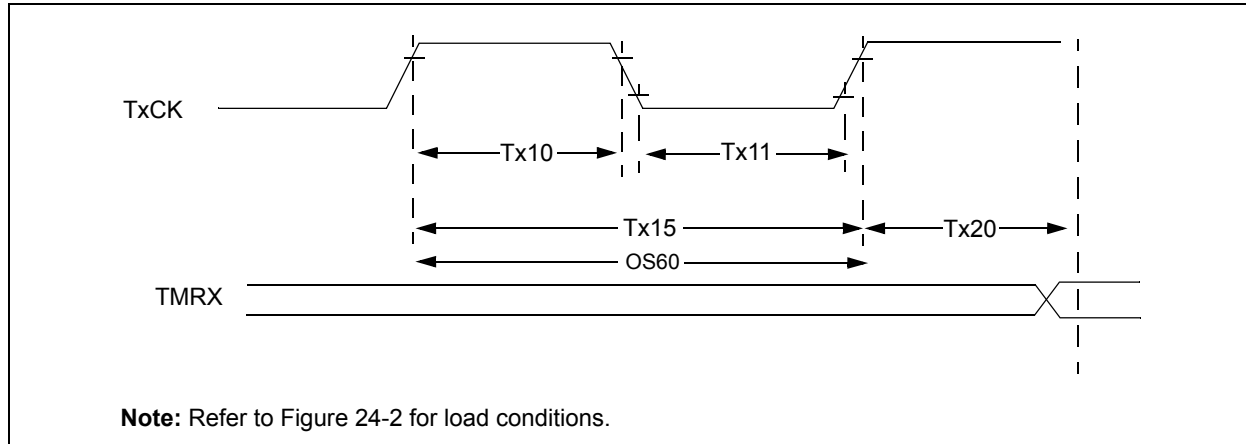 TxCK
Tx10
Tx11
Tx15
Tx20
OS60
TMRX
Note: Refer to Figure 24-2 for load conditions.